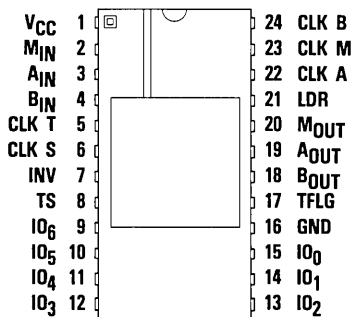 VCC 1 24 CLK B
MIN 2 23 CLK M
AIN 3 22 CLK A
BIN 4 21 LDR
CLK T 5 20 MOUT
CLK S 6 19 AOUT
INV 7 18 BOUT
TS 8 17 TFLG
IO6 9 16 GND
IO5 10 15 IO0
IO4 11 14 IO1
IO3 12 13 IO2